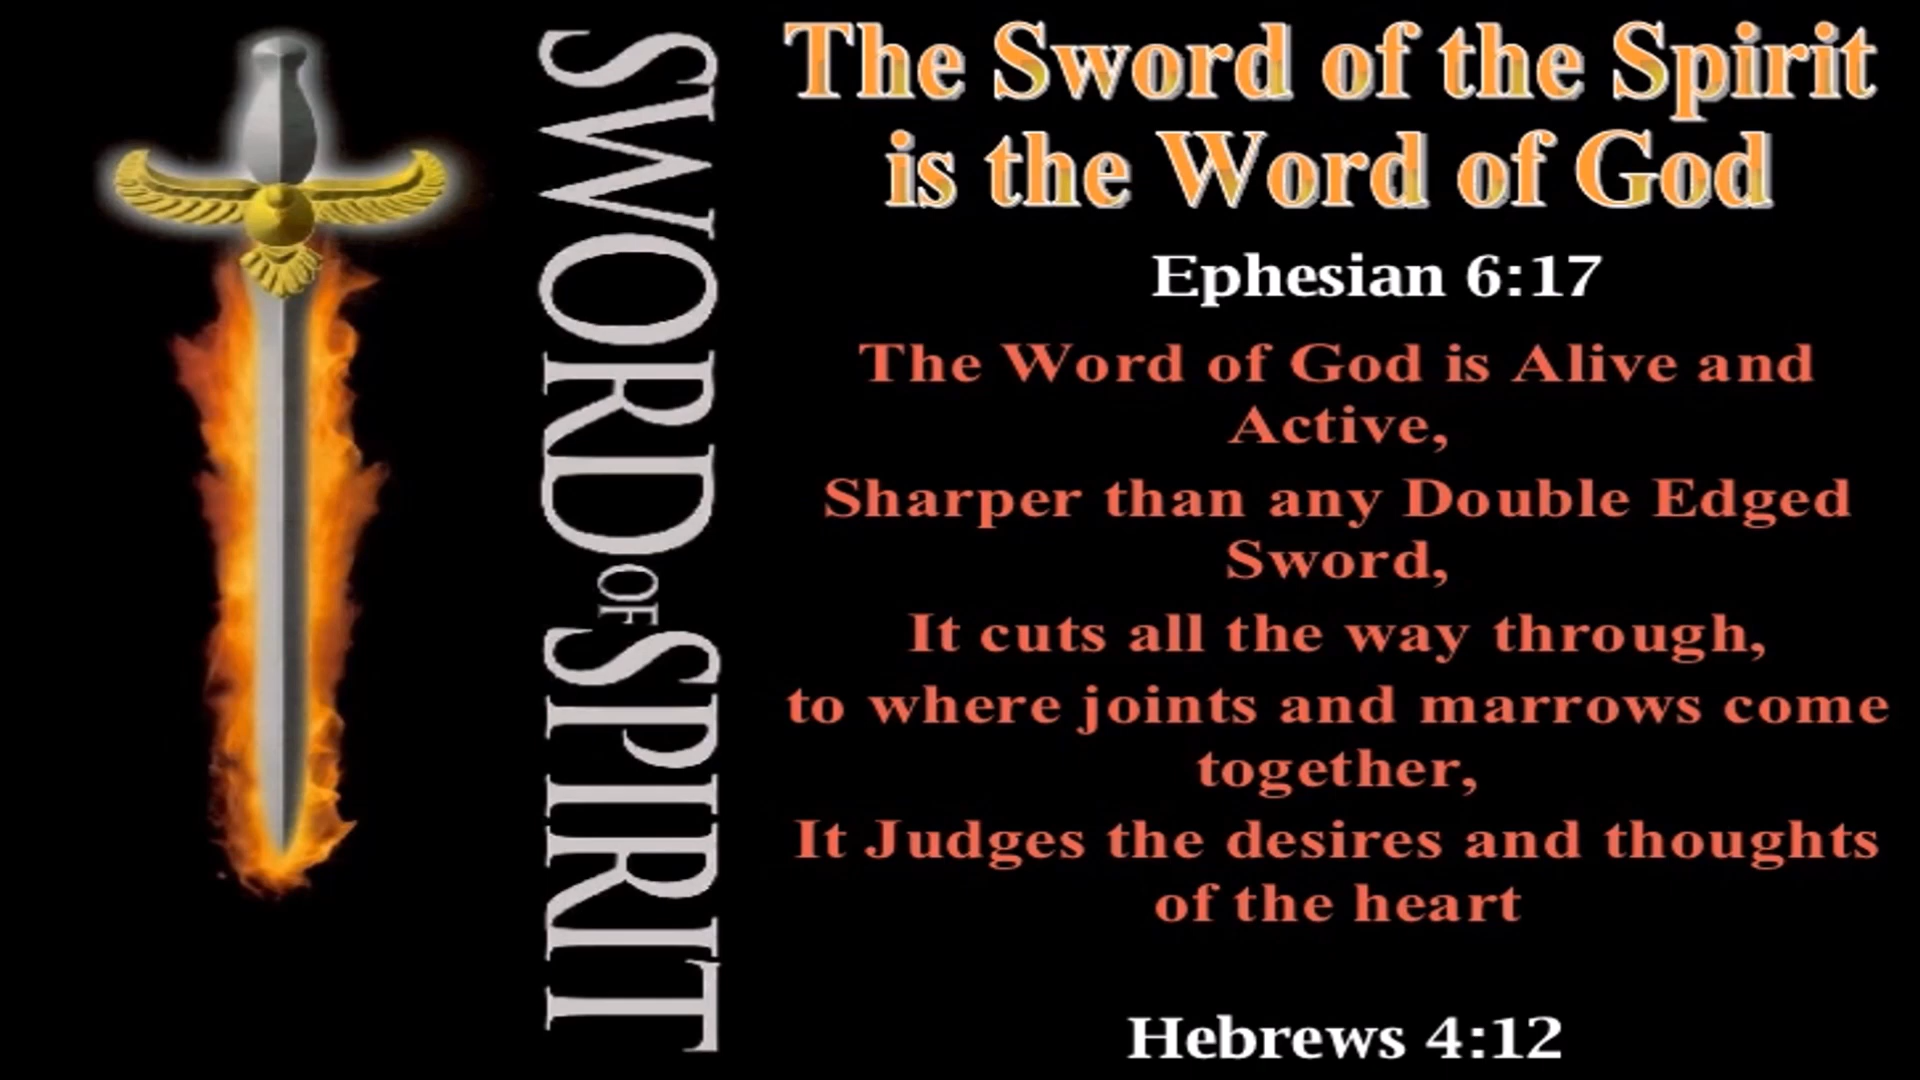 SWORD OF SPIRIT
The Sword of the Spirit
is the Word of God
Ephesian 6:17
The Word of God is Alive and
Active,
Sharper than any Double Edged
Sword,
It cuts all the way through,
to where joints and marrows come
together,
It Judges the desires and thoughts
of the heart
Hebrews 4:12